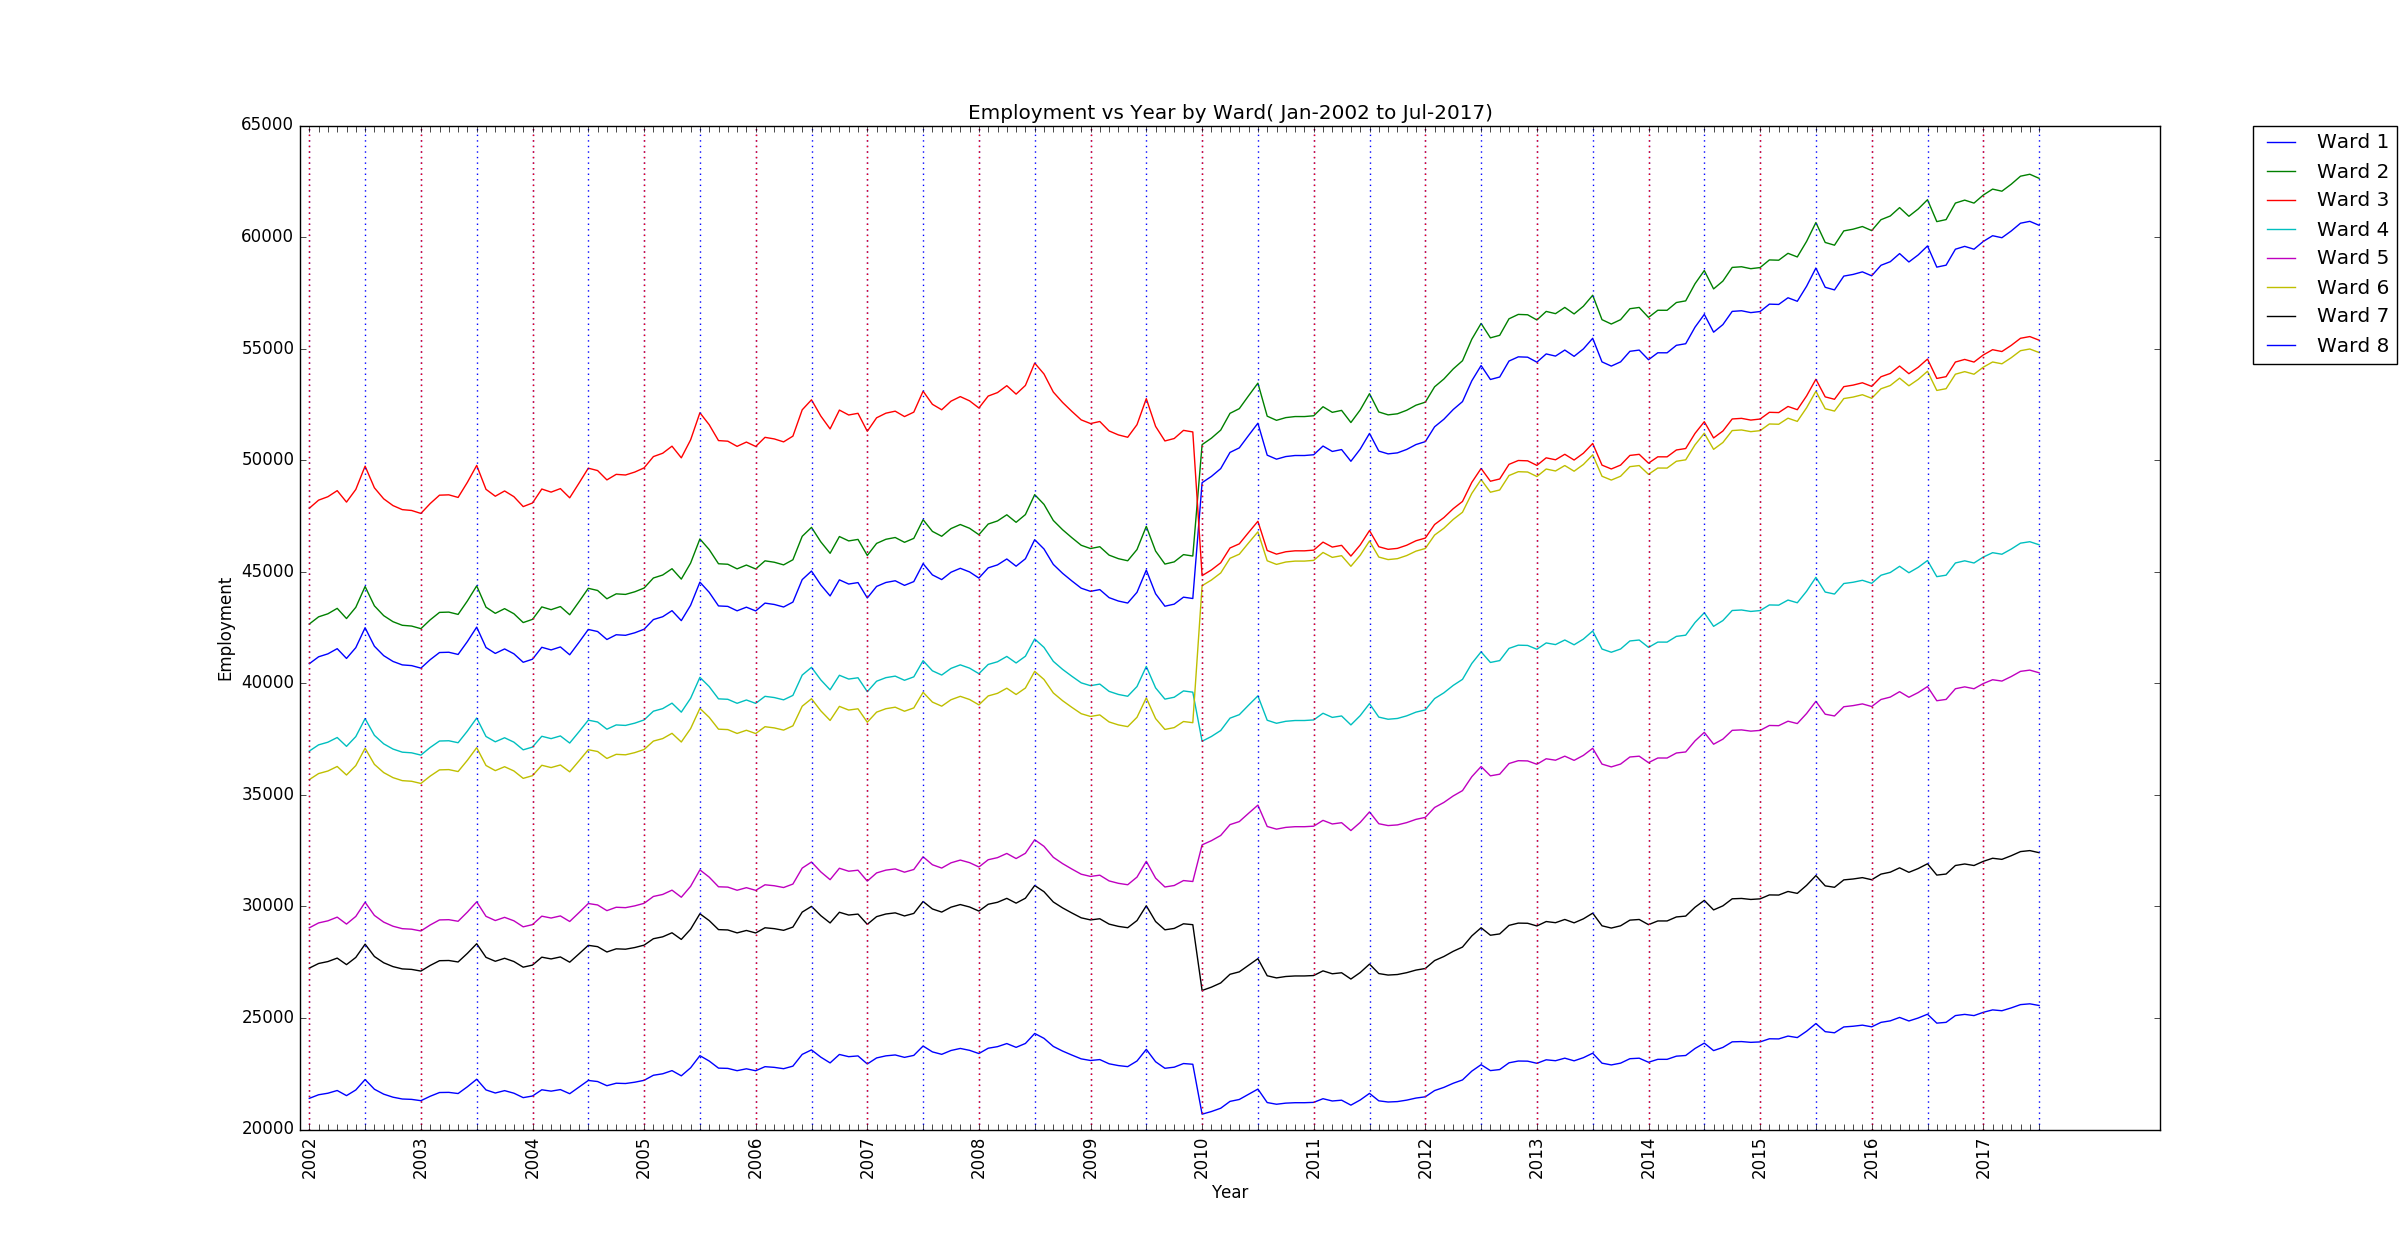 Employment vs Year by Ward( Jan-2002 to Jul-2017)
65000
60000
55000
50000
45000
40000
35000
30000
25000
20000
Employment
2002
2003
2004
2005
2006
2007
2008
2009
2010
2011
2012
2013
2014
2015
2016
2017
Year
Ward 1
Ward 2
Ward 3
Ward 4
Ward 5
Ward 6
Ward 7
Ward 8